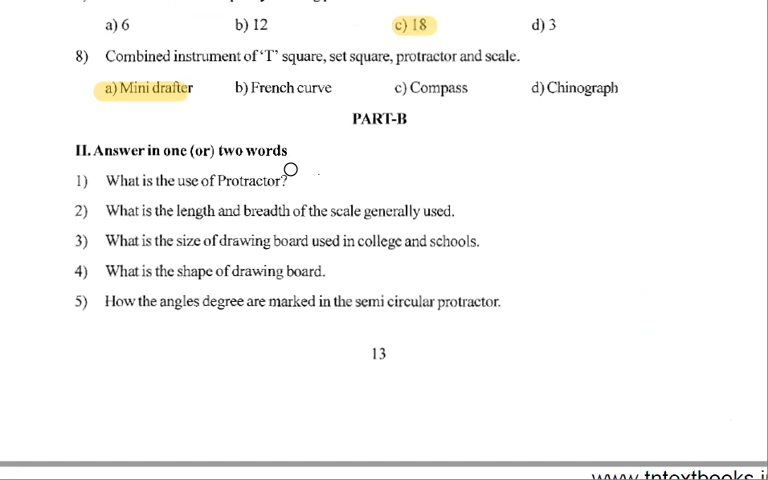 a) 6 b) 12 c) 18 d) 3
8) Combined instrument of ‘T’ square, set square, protractor and scale.
a) Mini drafter b) French curve c) Compass d) Chinograph
PART-B
II. Answer in one (or) two words
1) What is the use of Protractor?
2) What is the length and breadth of the scale generally used.
3) What is the size of drawing board used in college and schools.
4) What is the shape of drawing board.
5) How the angles degree are marked in the semi circular protractor.
13